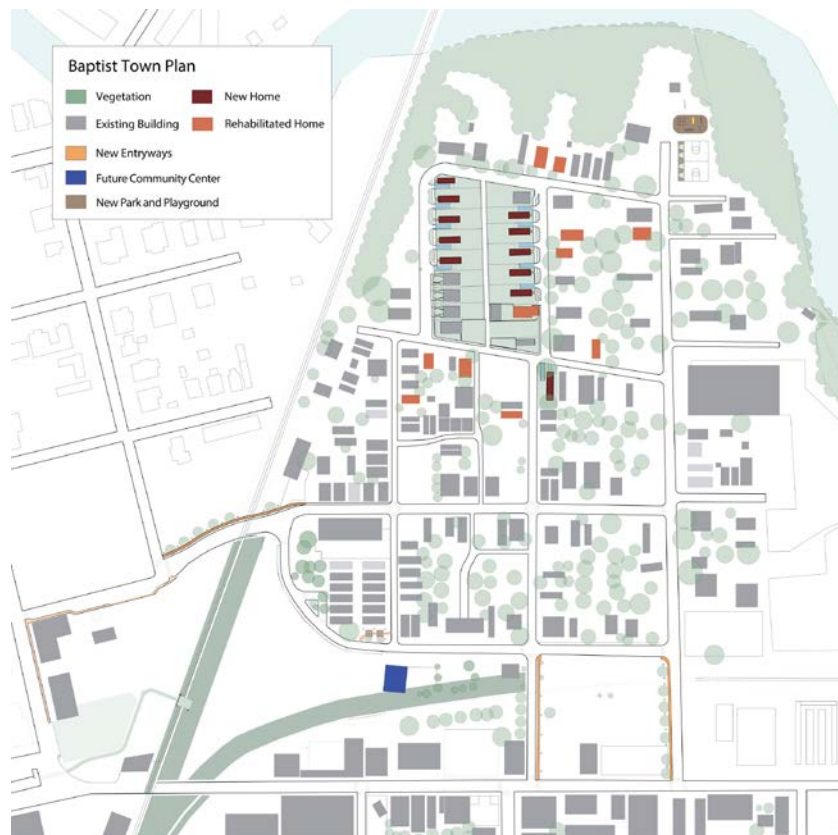 Baptist Town Plan
Vegetation New Home
Existing Building Rehabilitated Home
New Entryways
Future Community Center
New Park and Playground